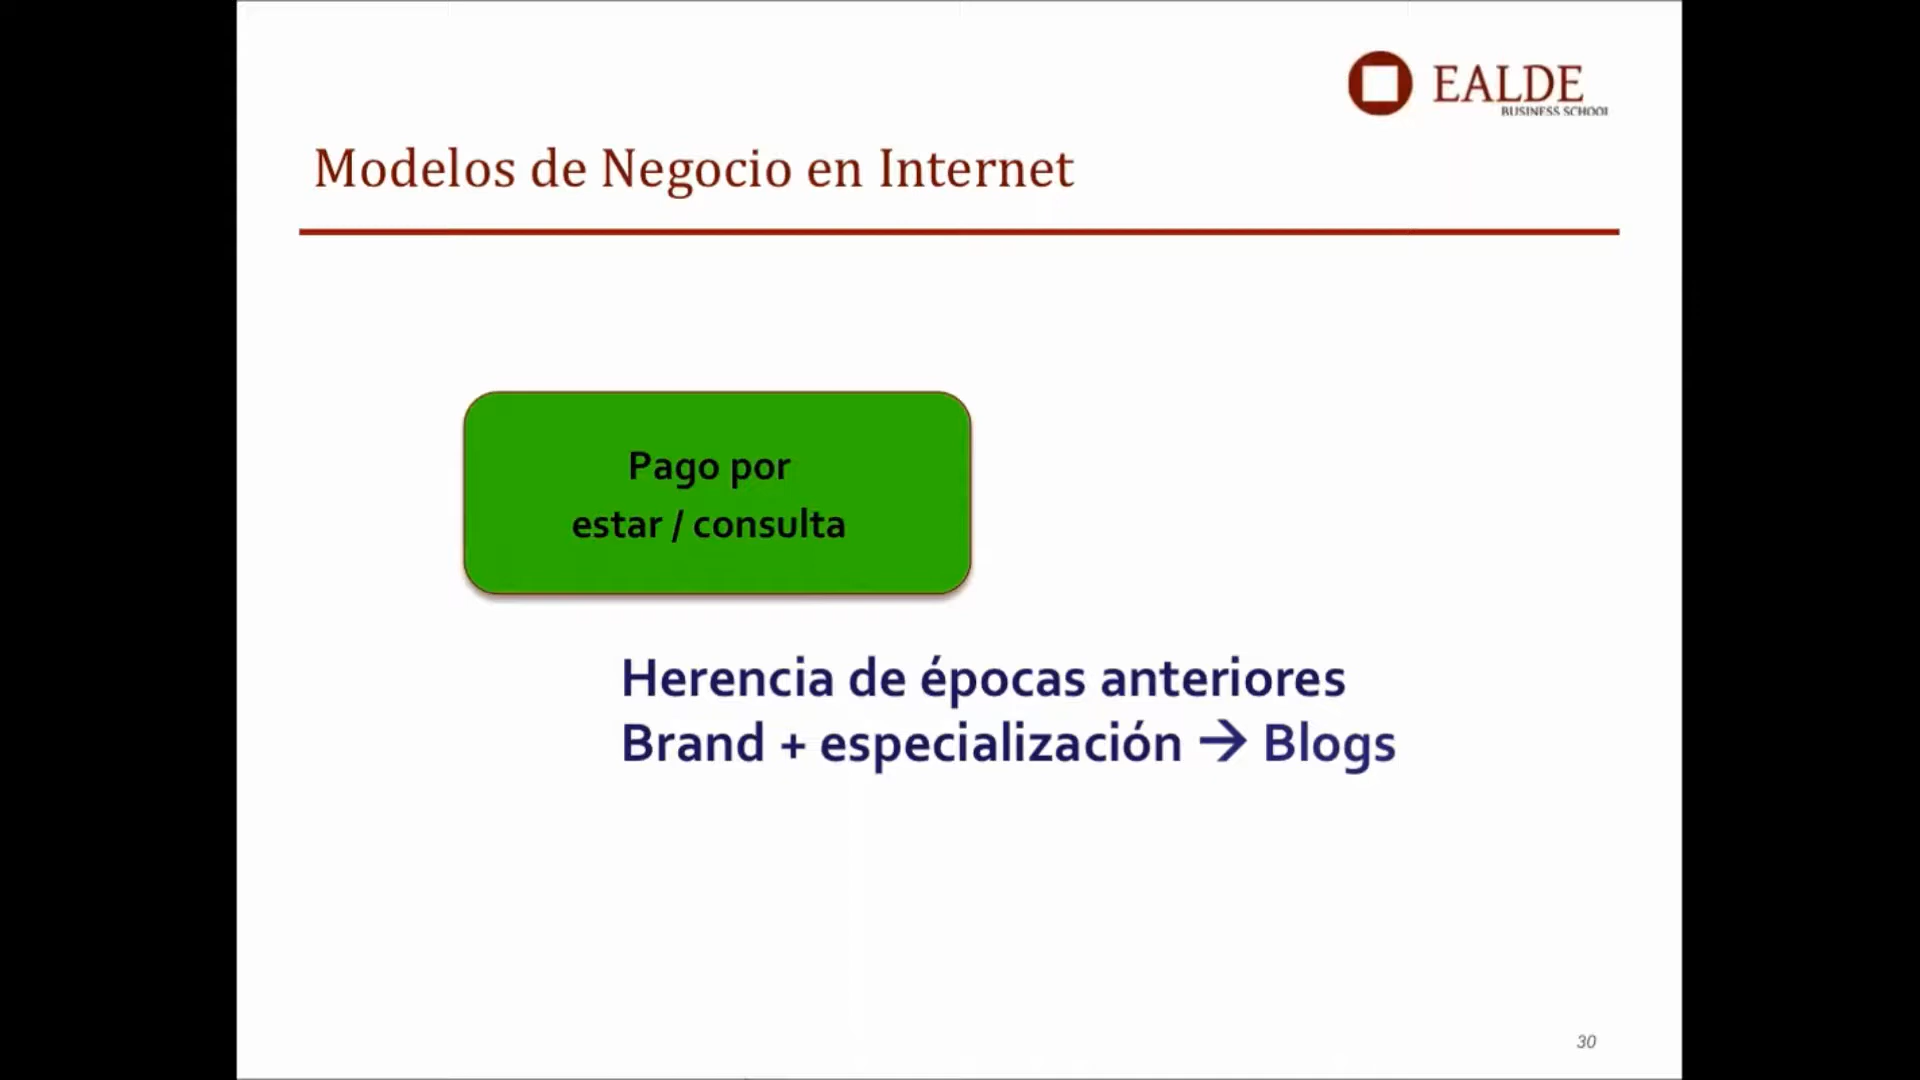 EALDE
BUSINESS SCHOOL
Modelos de Negocio en Internet
Pago por
estar / consulta
Herencia de épocas anteriores
Brand + especialización → Blogs
30